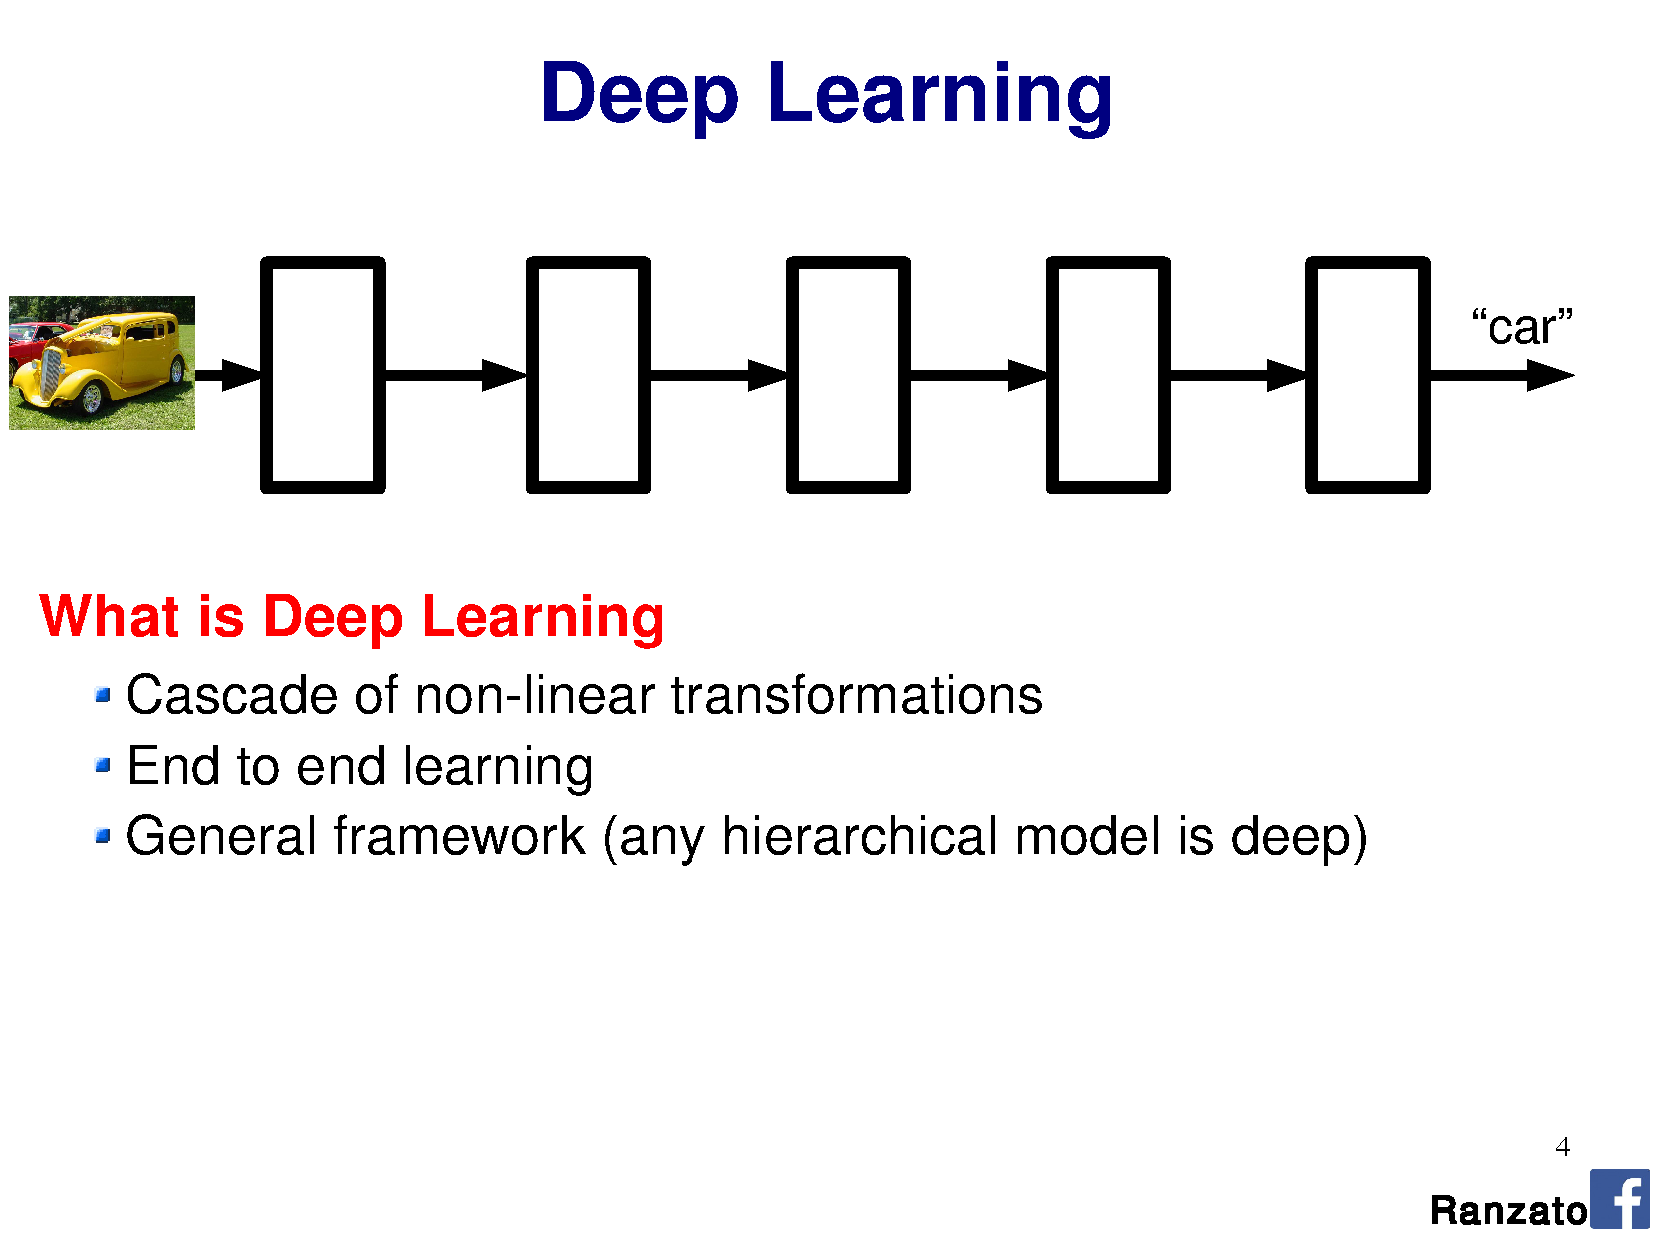 Deep Learning
“car”
What is Deep Learning
Cascade of non-linear transformations
End to end learning
General framework (any hierarchical model is deep)
4
Ranzato f